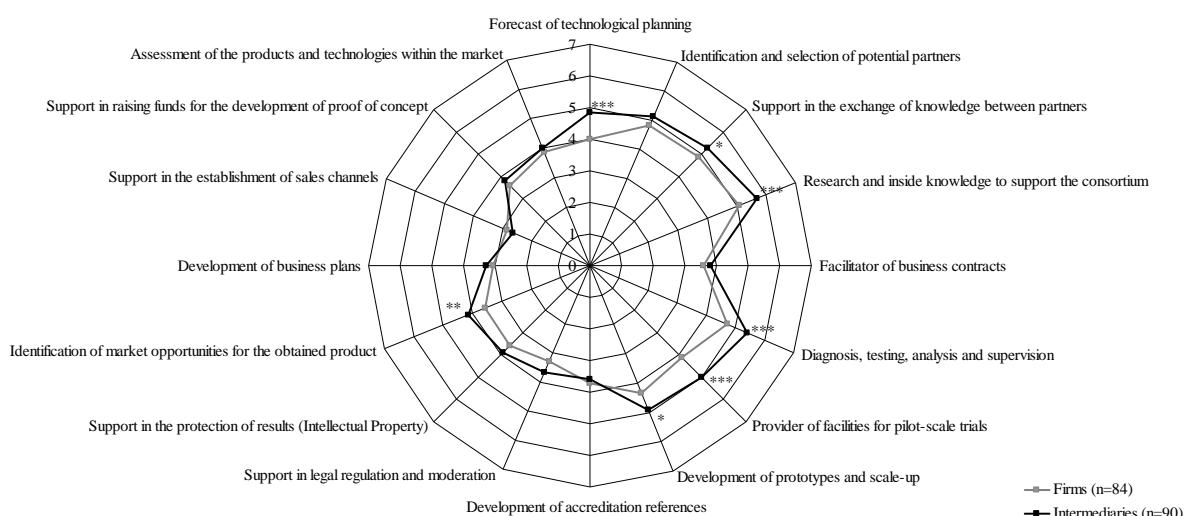 Forecast of technological planning
Assessment of the products and technologies within the market
7
Identification and selection of potential partners
6
Support in raising funds for the development of proof of concept
5
***
Support in the exchange of knowledge between partners
4
*
3
Support in the establishment of sales channels
Research and inside knowledge to support the consortium
***
2
1
Development of business plans
0
Facilitator of business contracts
**
***
Identification of market opportunities for the obtained product
Diagnosis, testing, analysis and supervision
***
*
Support in the protection of results (Intellectual Property)
Provider of facilities for pilot-scale trials
Support in legal regulation and moderation
Development of prototypes and scale-up
Development of accreditation references
Firms (n=84)
Intermediaries (n=90)